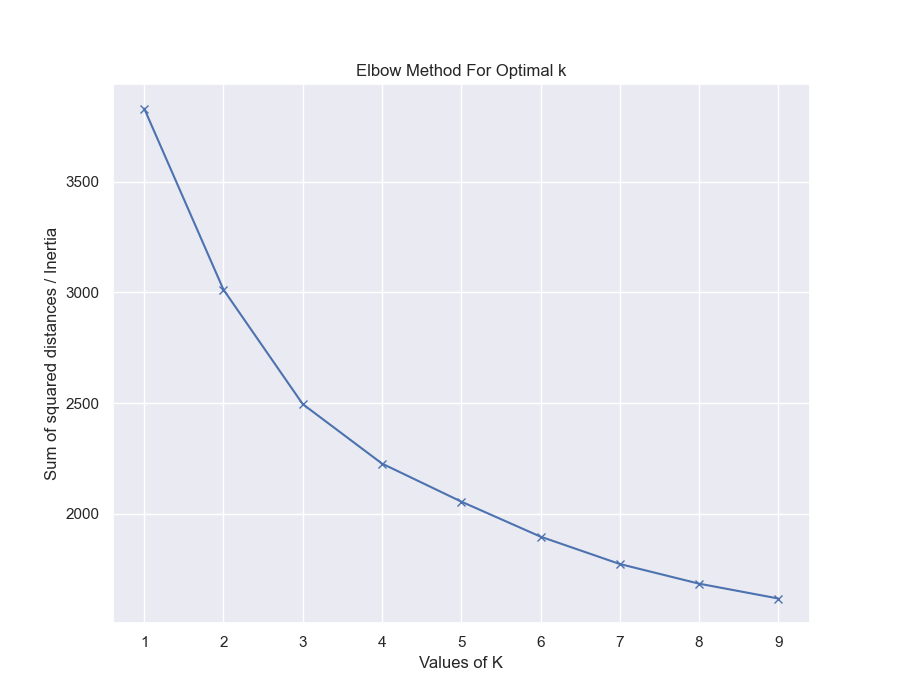 Elbow Method For Optimal k
Sum of squared distances / Inertia
3500
3000
2500
2000
1 2 3 4 5 6 7 8 9
Values of K